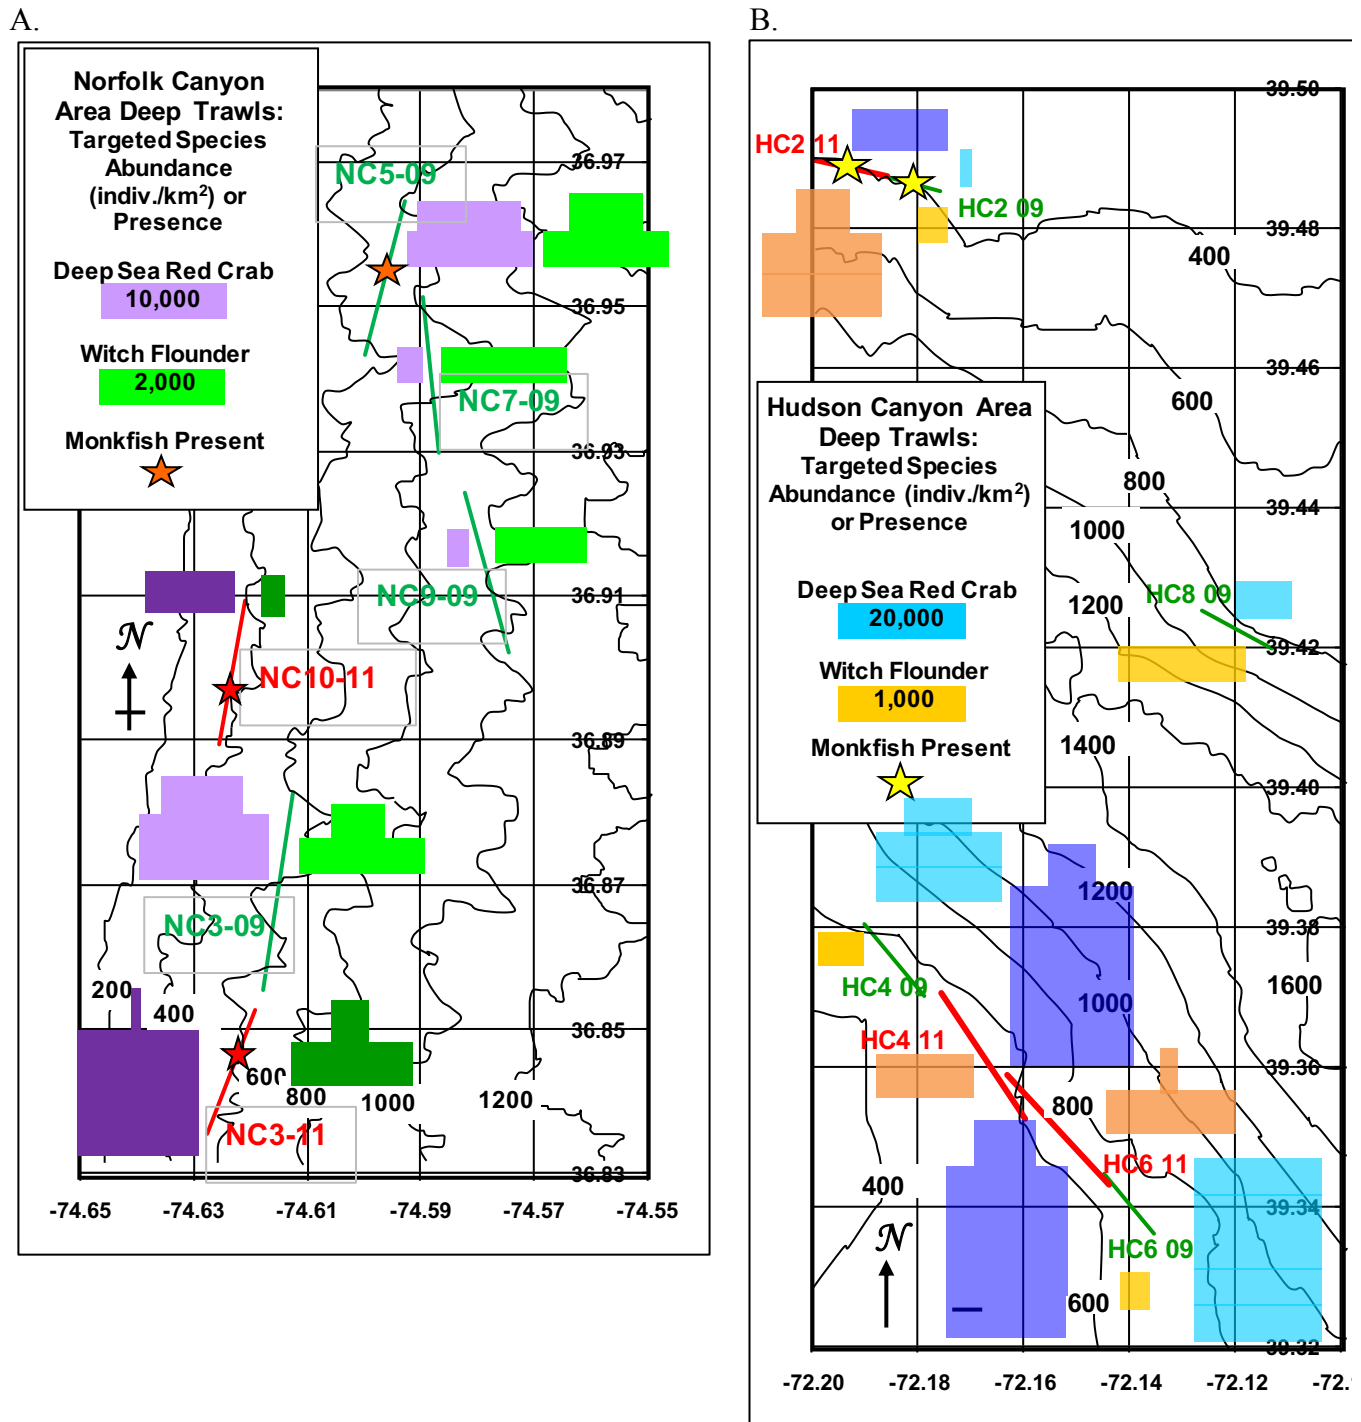 A.
Norfolk Canyon
Area Deep Trawls:
Targeted Species
Abundance
(indiv./km²) or
Presence
Deep Sea Red Crab
10,000
Witch Flounder
2,000
Monkfish Present
NC5-09
36.97
36.95
NC7-09
36.93
NC9-09
36.91
N
NC10-11
36.89
36.87
NC3-09
200
400
36.85
600
800
1000
1200
NC3-11
36.83
-74.65
-74.63
-74.61
-74.59
-74.57
-74.55
B.
39.50
HC2 11
HC2 09
39.48
400
39.46
600
Hudson Canyon Area
Deep Trawls:
Targeted Species
Abundance (indiv./km²)
or Presence
Deep Sea Red Crab
20,000
Witch Flounder
1,000
Monkfish Present
800
39.44
1000
HC8 09
1200
39.42
1400
39.40
1200
39.38
HC4 09
1600
1000
HC4 11
39.36
800
HC6 11
400
39.34
N
HC6 09
600
39.32
-72.20
-72.18
-72.16
-72.14
-72.12